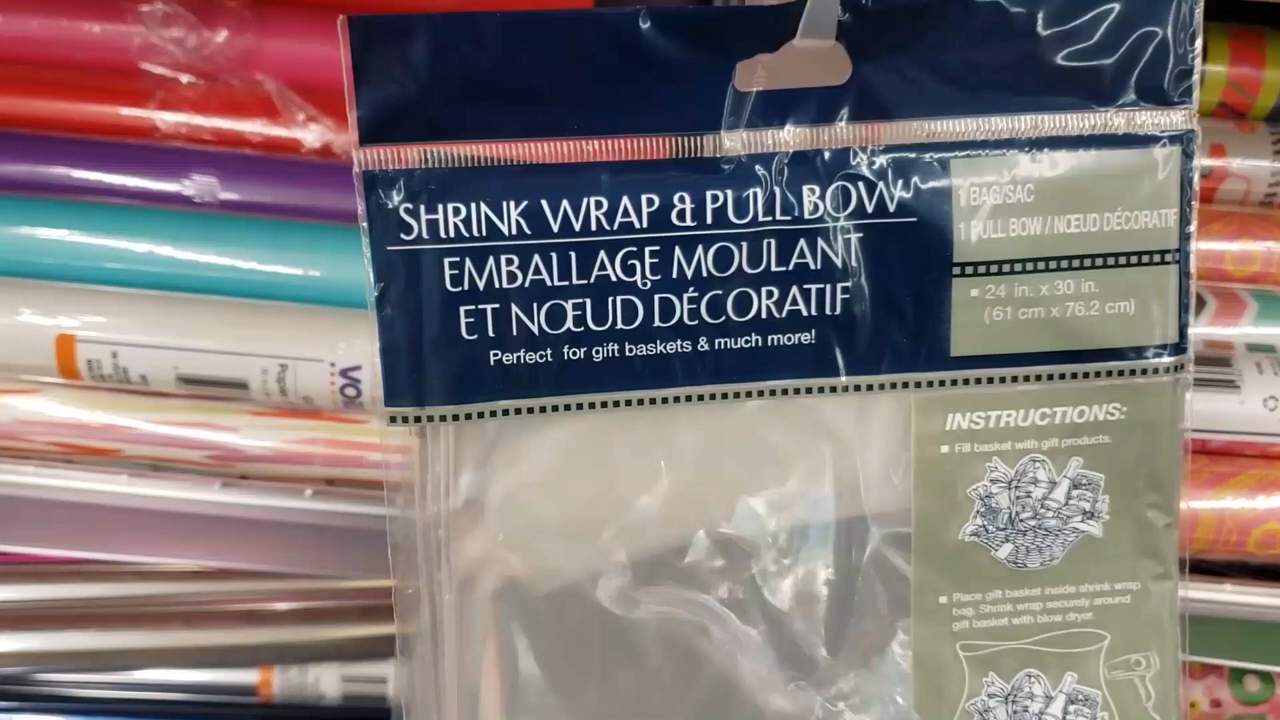 SHRINK WRAP & PULL BOW
EMBALLAGE MOULANT
ET NŒUD DÉCORATIF
Perfect for gift baskets & much more!
1 BAG/SAC
1 PULL BOW / NŒUD DÉCORATIF
24 in. x 30 in.
(61 cm x 76.2 cm)
INSTRUCTIONS:
Fill basket with gift products.
Place gift basket inside shrink wrap
bag. Shrink wrap securely around
gift basket with blow dryer.